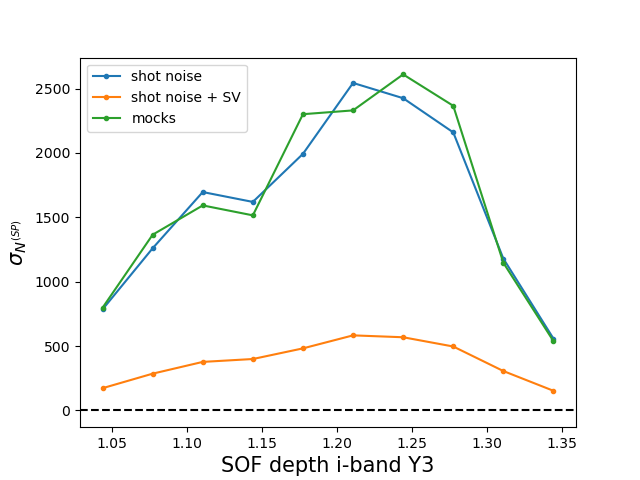 shot noise
shot noise + SV
mocks
2500
2000
1500
1000
500
0
σ_N^(SP)
1.05 1.10 1.15 1.20 1.25 1.30 1.35
SOF depth i-band Y3